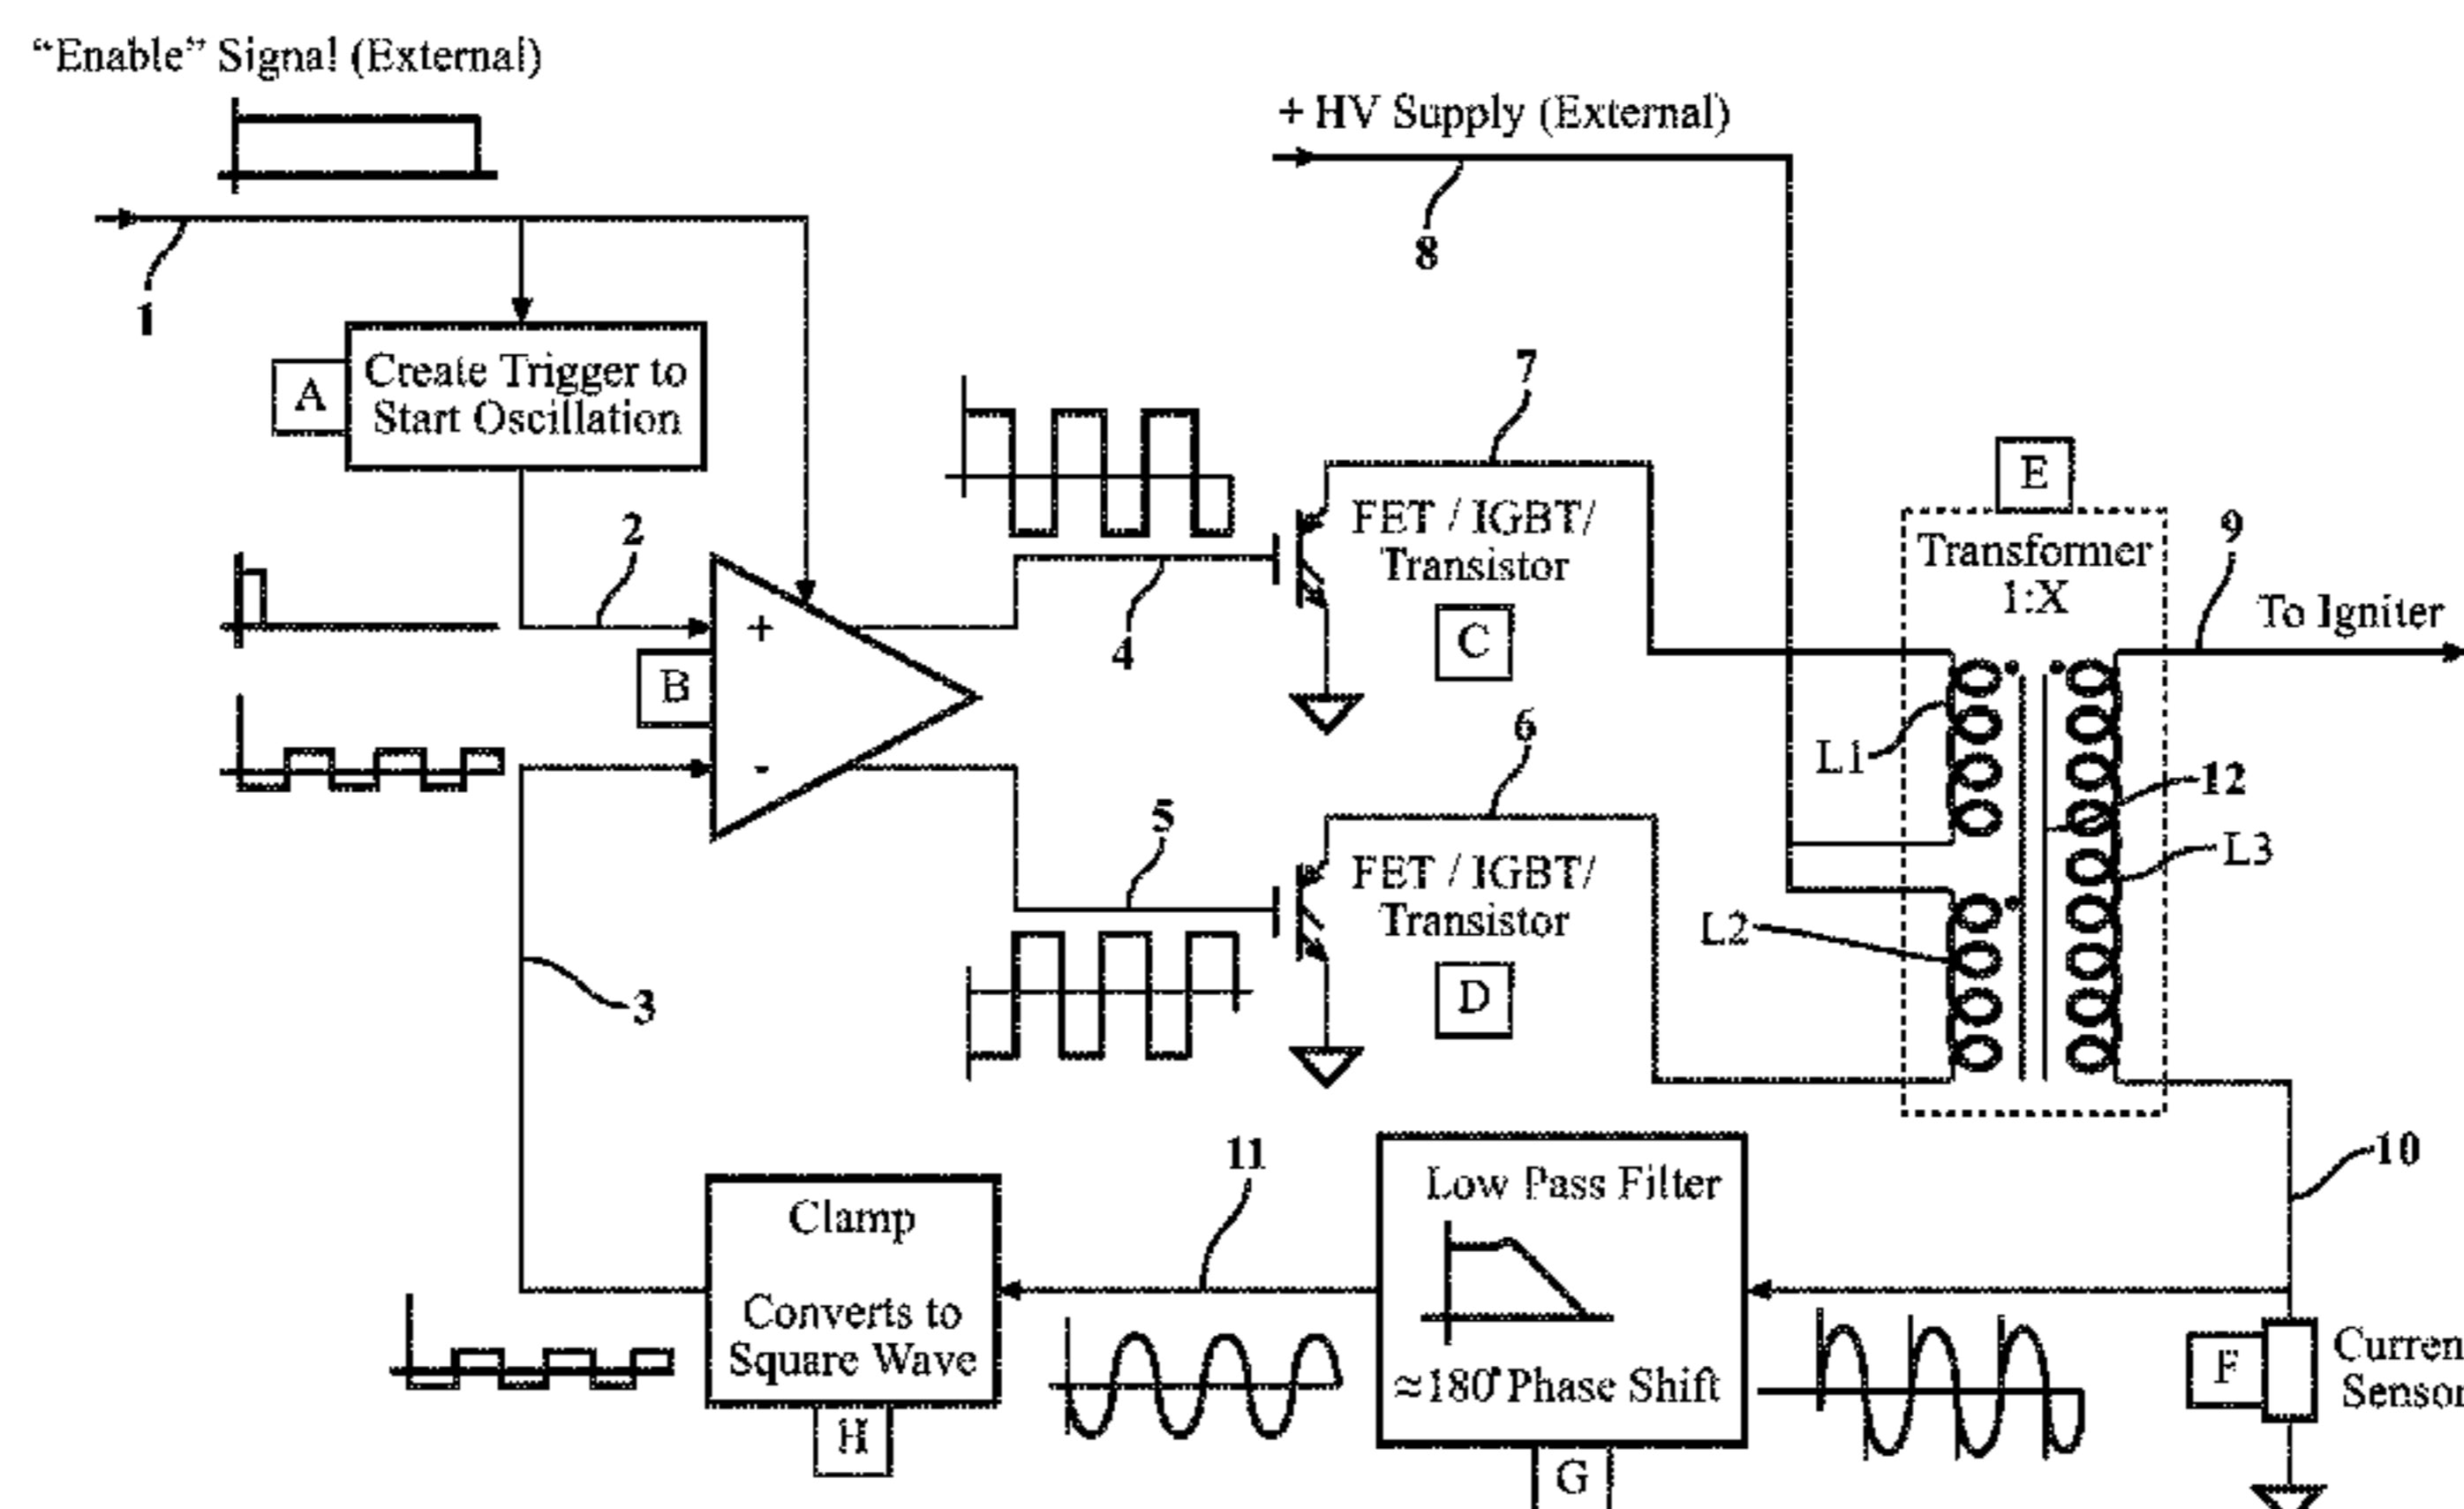 “Enable” Signal (External)
+ HV Supply (External)
1
8
A
Create Trigger to
Start Oscillation
7
FET / IGBT/
Transistor
C
E
Transformer
1:X
9
To Igniter
2
+
B
-
4
6
L1
12
L3
5
FET / IGBT/
Transistor
D
L2
3
10
11
Clamp
Converts to
Square Wave
H
Low Pass Filter
≈180° Phase Shift
G
F
Curren
Sensor